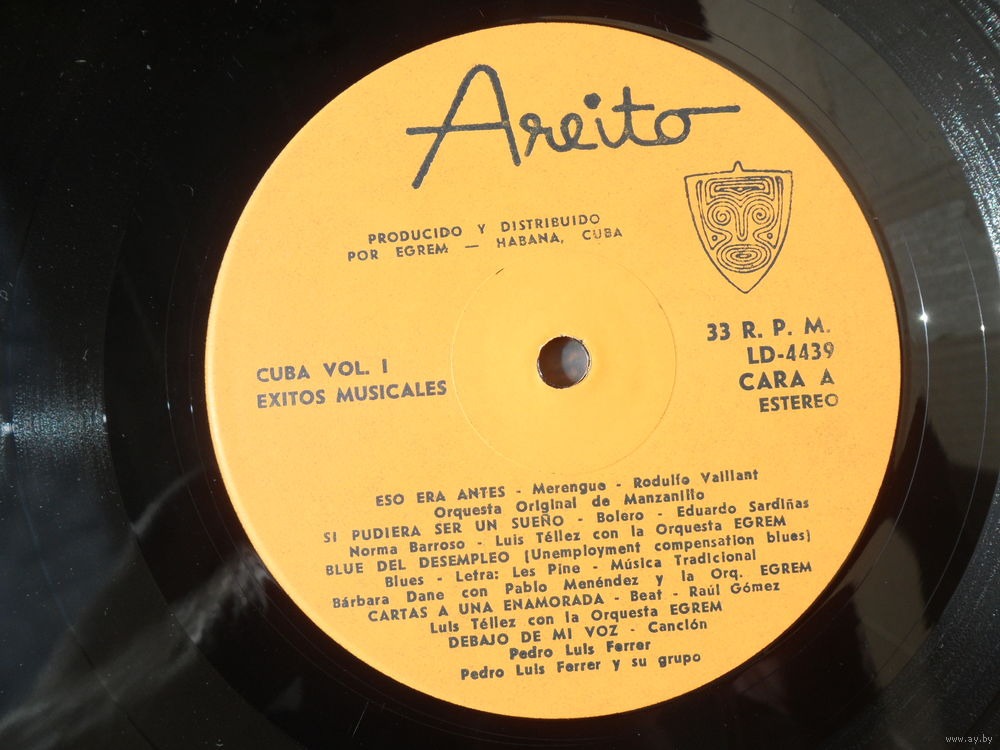 Areito
PRODUCIDO Y DISTRIBUIDO
POR EGREM — HABANA, CUBA
33 R. P. M.
LD-4439
CARA A
ESTEREO
CUBA VOL. I
EXITOS MUSICALES
ESO ERA ANTES - Merengue - Rodulfo Vaillant
Orquesta Original de Manzanillo
SI PUDIERA SER UN SUEÑO - Bolero - Eduardo Sardiñas
Norma Barroso - Luis Téllez con la Orquesta EGREM
BLUE DEL DESEMPLEO (Unemployment compensation blues)
Blues - Letra: Les Pine - Música Tradicional
Bárbara Dane con Pablo Menéndez y la Orq. EGREM
CARTAS A UNA ENAMORADA - Beat - Raúl Gómez
Luis Téllez con la Orquesta EGREM
DEBAJO DE MI VOZ - Canción
Pedro Luis Ferrer
Pedro Luis Ferrer y su grupo
www.ay.by